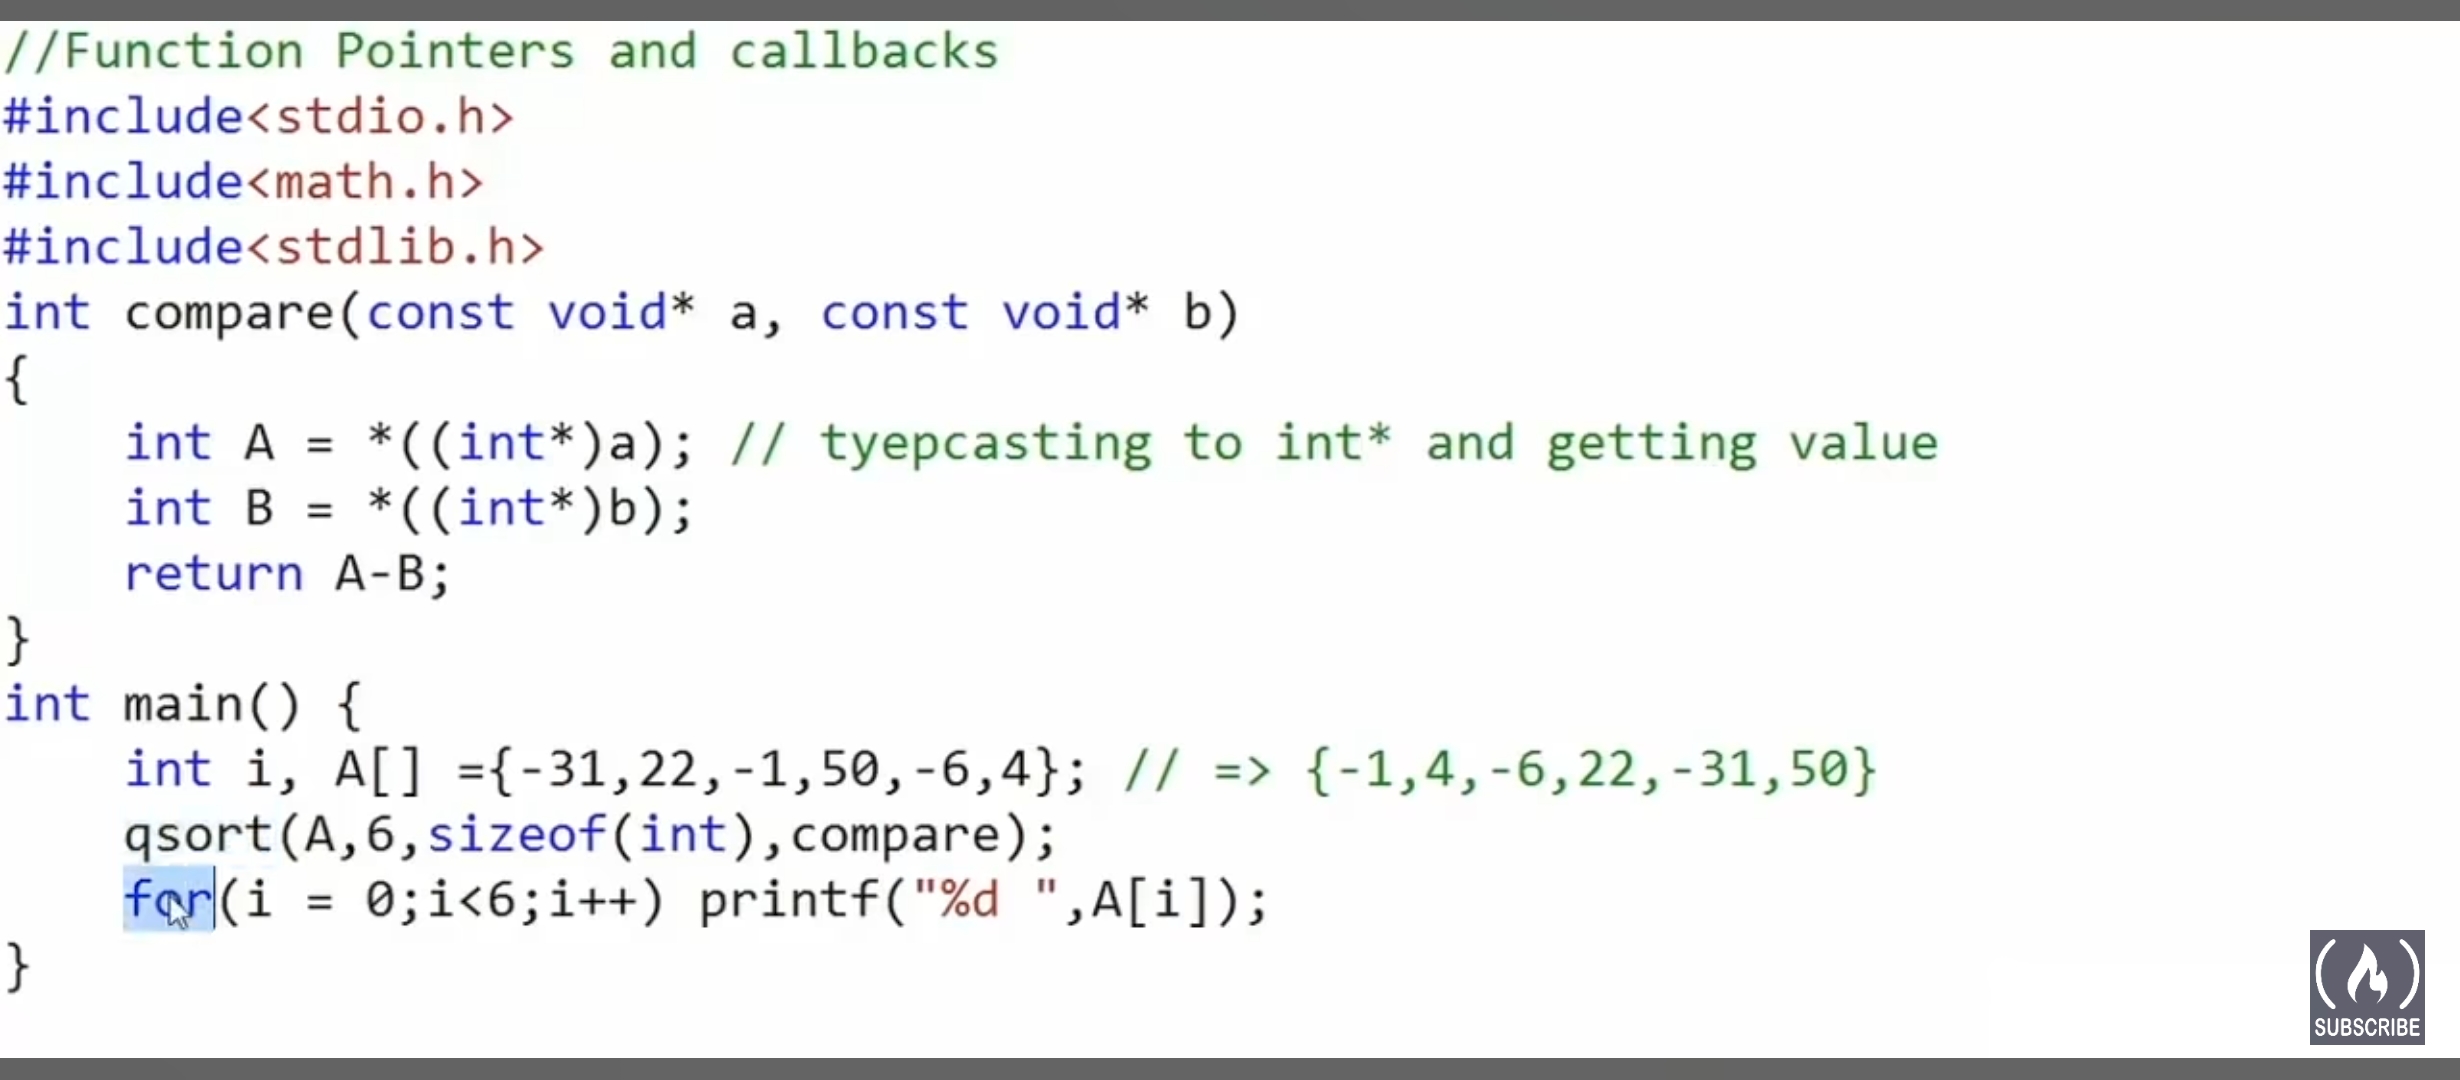 //Function Pointers and callbacks
#include<stdio.h>
#include<math.h>
#include<stdlib.h>
int compare(const void* a, const void* b)
{
    int A = *((int*)a); // tyepcasting to int* and getting value
    int B = *((int*)b);
    return A-B;
}
int main() {
    int i, A[] ={-31,22,-1,50,-6,4}; // => {-1,4,-6,22,-31,50}
    qsort(A,6,sizeof(int),compare);
    for(i = 0;i<6;i++) printf("%d ",A[i]);
}
SUBSCRIBE